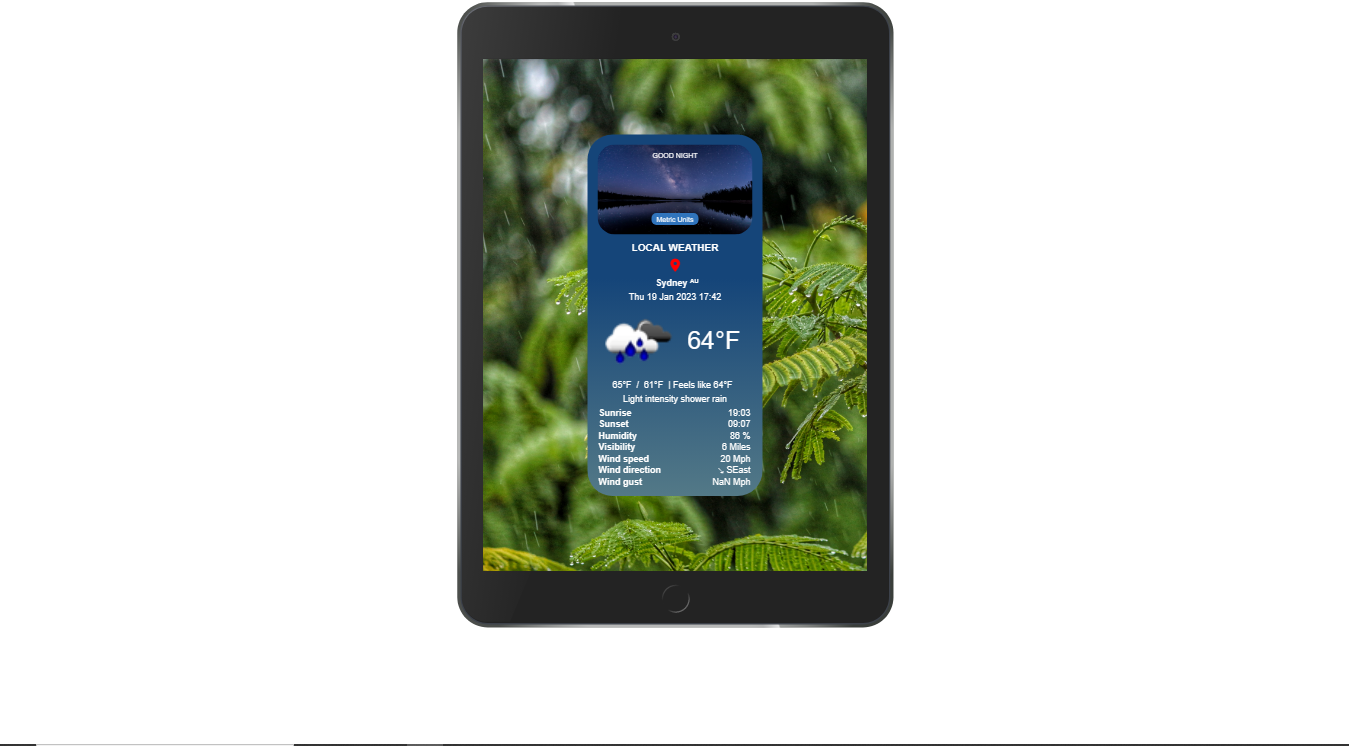 GOOD NIGHT
Metric Units
LOCAL WEATHER
Sydney AU
Thu 19 Jan 2023 17:42
64°F
65°F / 61°F | Feels like 64°F
Light intensity shower rain
Sunrise 19:03
Sunset 09:07
Humidity 86 %
Visibility 6 Miles
Wind speed 20 Mph
Wind direction ↘ SEast
Wind gust NaN Mph